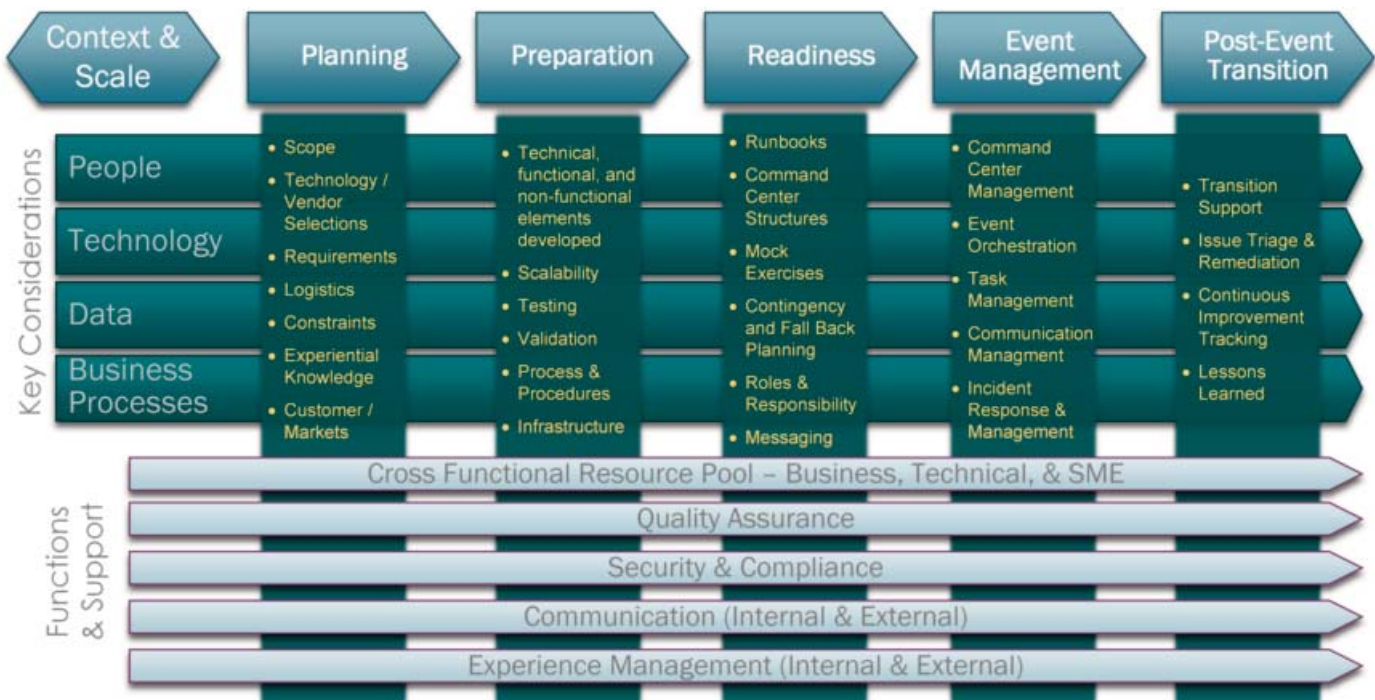 Context &
Scale
Planning
Preparation
Readiness
Event
Management
Post-Event
Transition
Key Considerations
People
Technology
Data
Business
Processes
• Scope
• Technology /
Vendor
Selections
• Requirements
• Logistics
• Constraints
• Experiential
Knowledge
• Customer /
Markets
• Technical,
functional, and
non-functional
elements
developed
• Scalability
• Testing
• Validation
• Process &
Procedures
• Infrastructure
• Runbooks
• Command
Center
Structures
• Mock
Exercises
• Contingency
and Fall Back
Planning
• Roles &
Responsibility
• Messaging
• Command
Center
Management
• Event
Orchestration
• Task
Management
• Communication
Managment
• Incident
Response &
Management
• Transition
Support
• Issue Triage &
Remediation
• Continuous
Improvement
Tracking
• Lessons
Learned
Functions
& Support
Cross Functional Resource Pool – Business, Technical, & SME
Quality Assurance
Security & Compliance
Communication (Internal & External)
Experience Management (Internal & External)